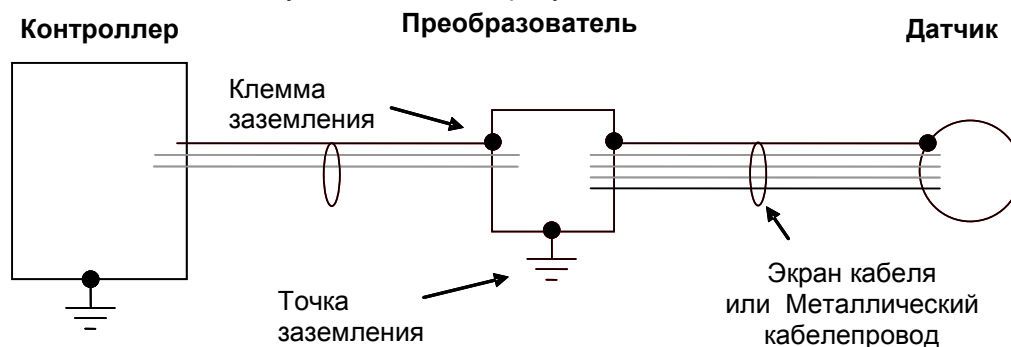 Контроллер
Преобразователь
Датчик
Клемма
заземления
Точка
заземления
Экран кабеля
или Металлический
кабелепровод